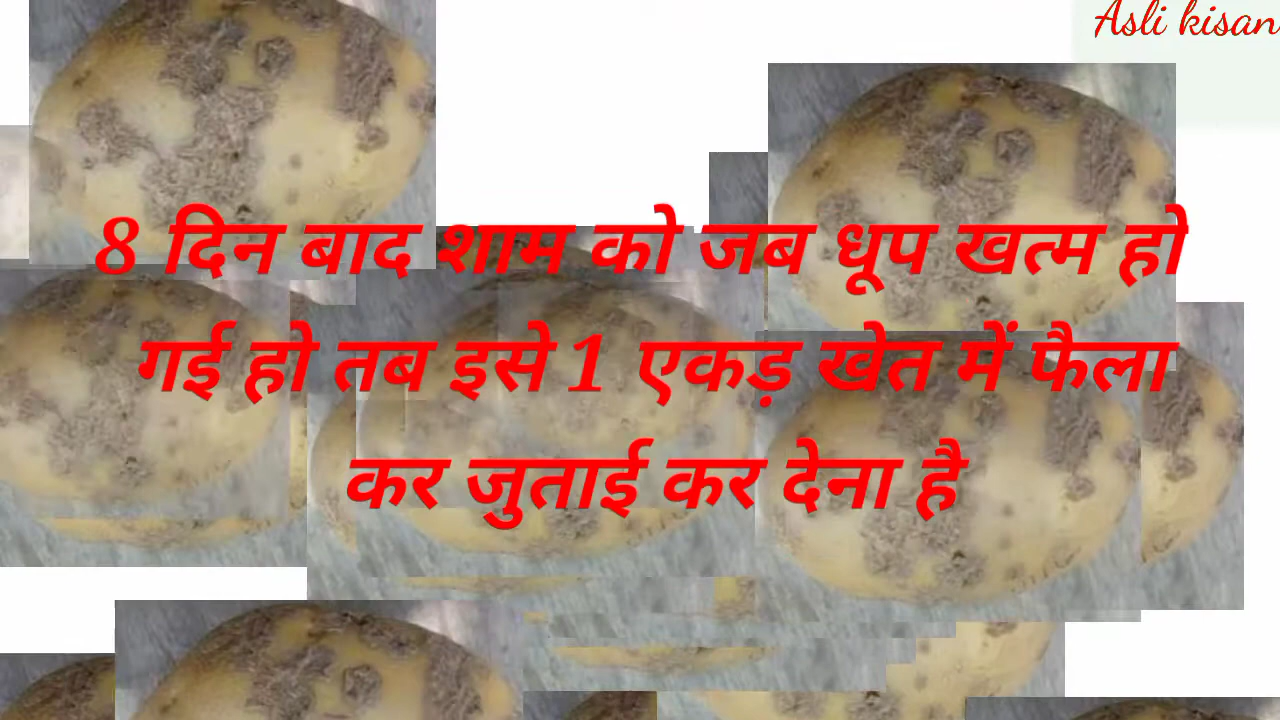 Asli kisan
8 दिन बाद शाम को जब धूप खत्म हो
गई हो तब इसे 1 एकड़ खेत में फैला
कर जुताई कर देना है